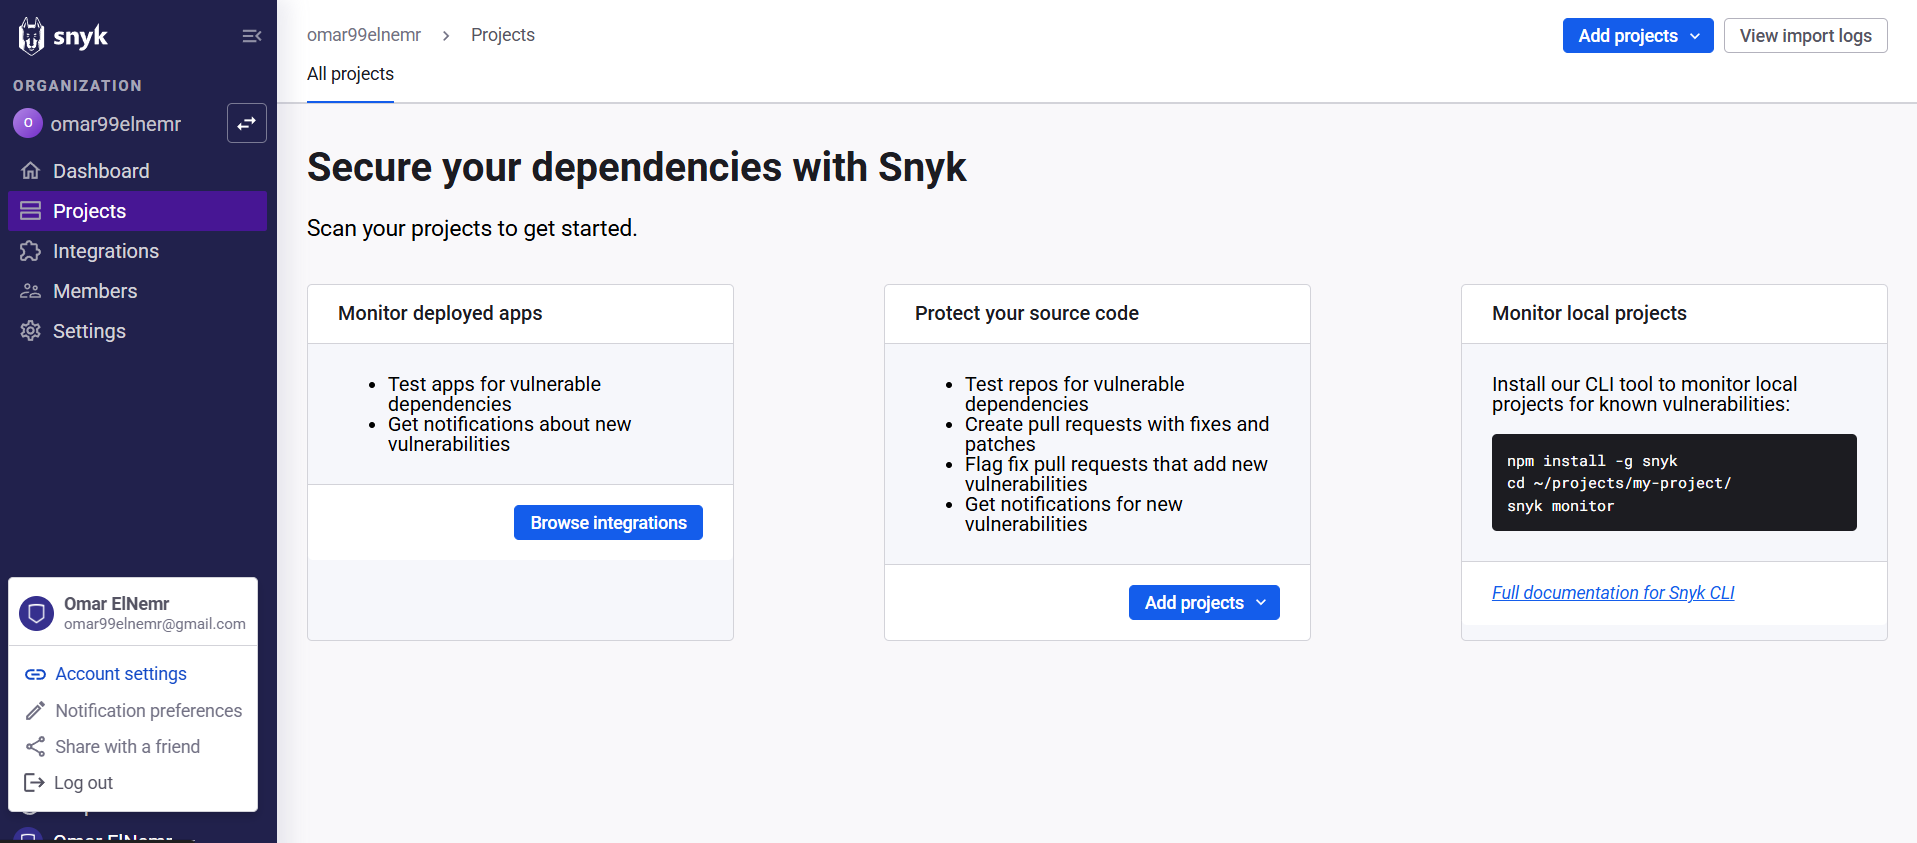 snyk
ORGANIZATION
O omar99elnemr
Dashboard
Projects
Integrations
Members
Settings
Omar ElNemr
omar99elnemr@gmail.com
Account settings
Notification preferences
Share with a friend
Log out
Omar ElNemr
omar99elnemr > Projects
Add projects
View import logs
All projects
Secure your dependencies with Snyk
Scan your projects to get started.
Monitor deployed apps
• Test apps for vulnerable
dependencies
• Get notifications about new
vulnerabilities
Browse integrations
Protect your source code
• Test repos for vulnerable
dependencies
• Create pull requests with fixes and
patches
• Flag fix pull requests that add new
vulnerabilities
• Get notifications for new
vulnerabilities
Add projects
Monitor local projects
Install our CLI tool to monitor local
projects for known vulnerabilities:
npm install -g snyk
cd ~/projects/my-project/
snyk monitor
Full documentation for Snyk CLI